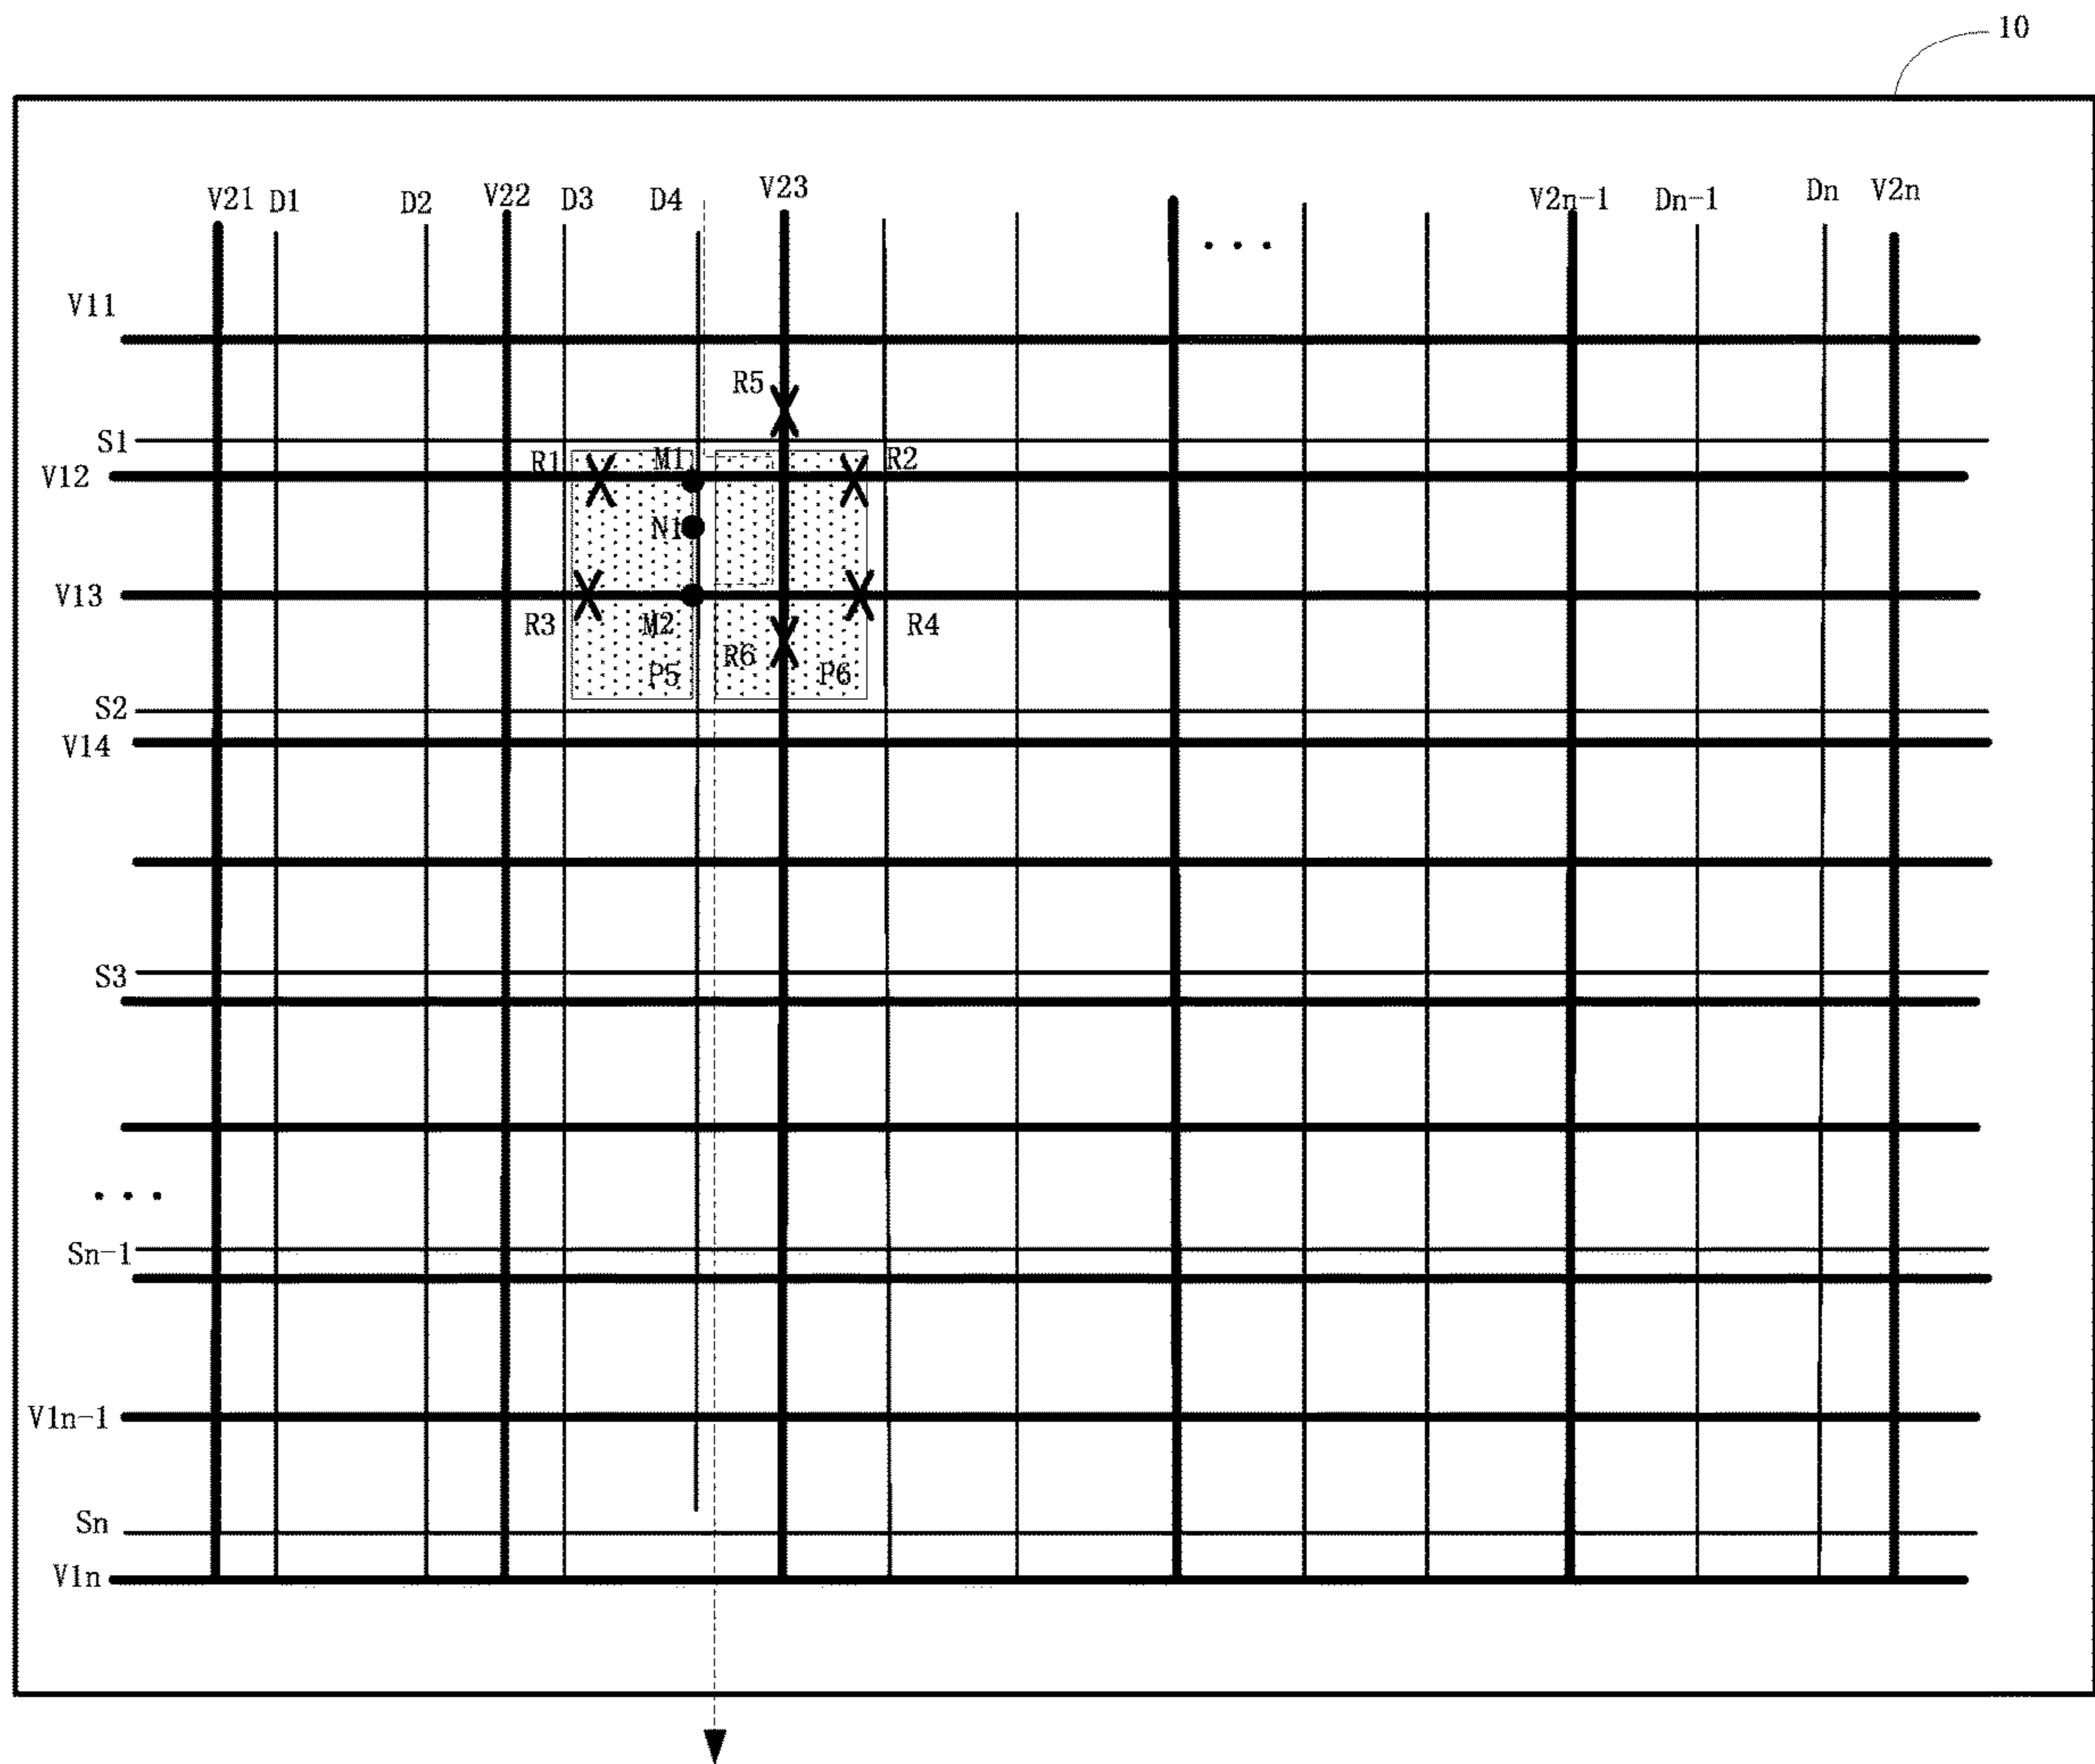 10
V21 D1 D2 V22 D3 D4 V23 ... V2n-1 Dn-1 Dn V2n
V11
R5
S1
R1 M1 R2
V12
N1
V13
R3 M2 R4
R6
P5 P6
S2
V14
S3
...
Sn-1
V1n-1
Sn
V1n